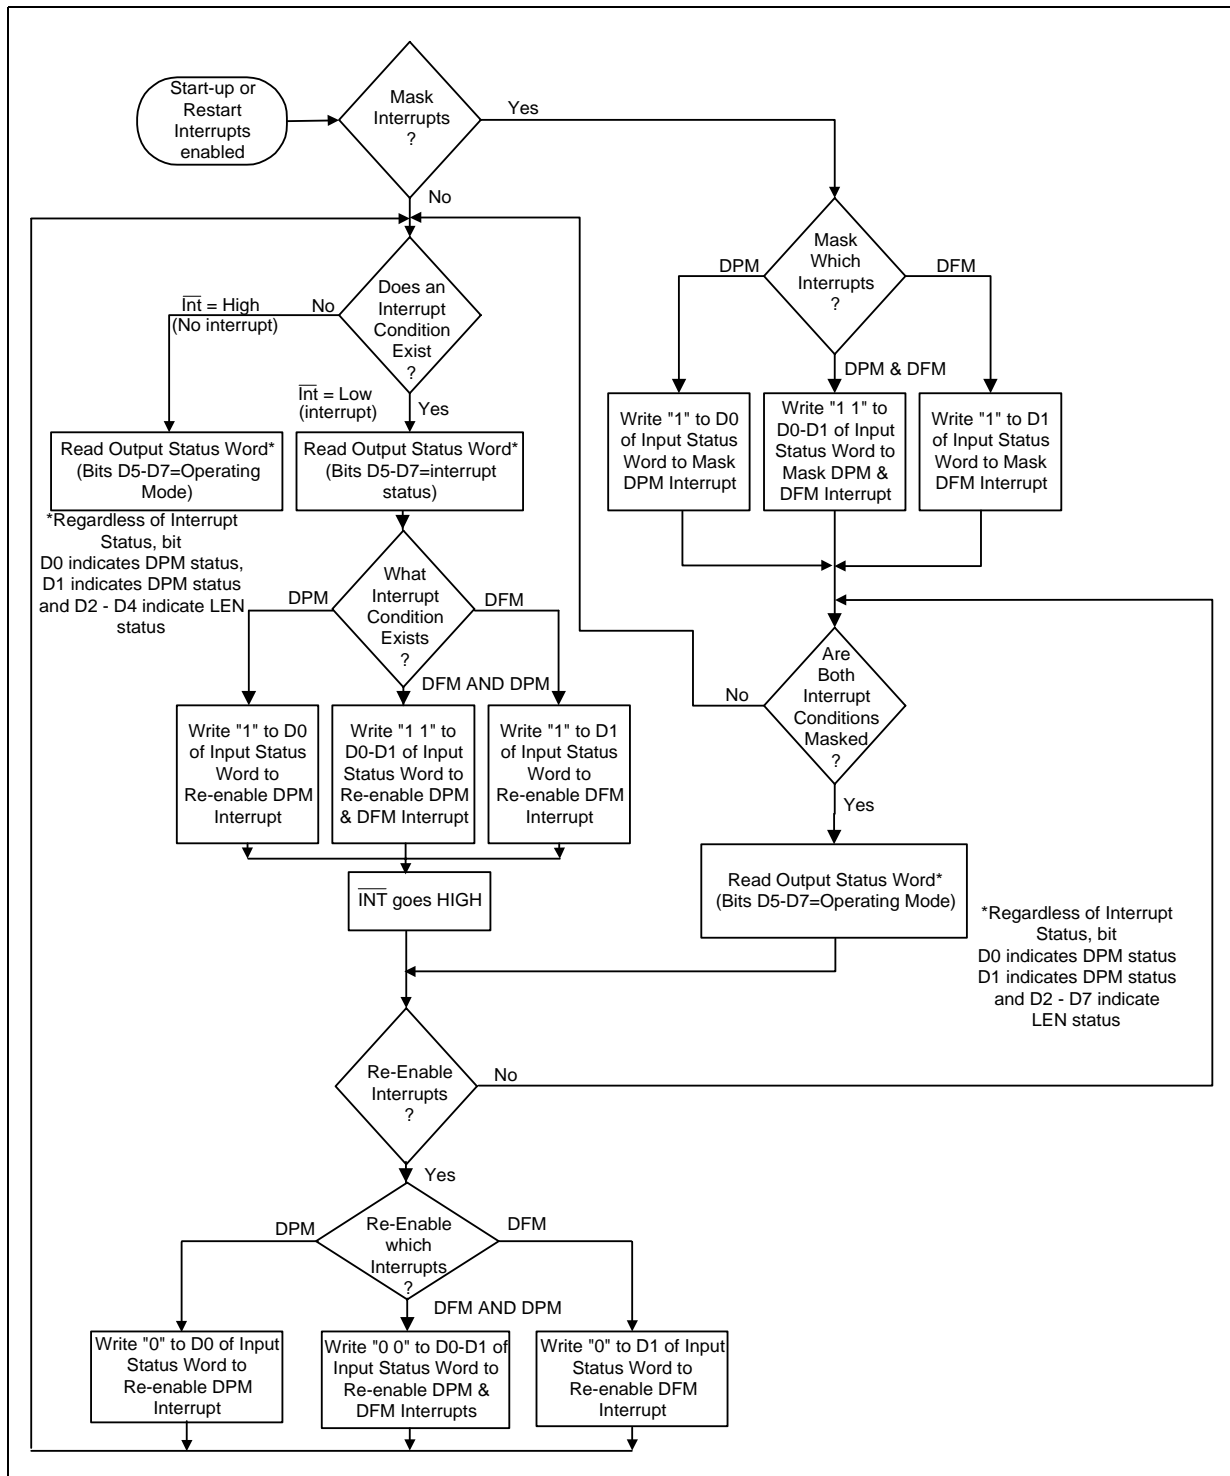 Start-up or
Restart
Interrupts
enabled
Mask
Interrupts
?
Yes
No
Mask
Which
Interrupts
?
DPM
DFM
DPM & DFM
Does an
Interrupt
Condition
Exist
?
Int = High
(No interrupt)
No
Int = Low
(interrupt)
Yes
Write "1" to D0
of Input Status
Word to Mask
DPM Interrupt
Write "1 1" to
D0-D1 of Input
Status Word to
Mask DPM &
DFM Interrupt
Write "1" to D1
of Input Status
Word to Mask
DFM Interrupt
Read Output Status Word*
(Bits D5-D7=Operating
Mode)
Read Output Status Word*
(Bits D5-D7=interrupt
status)
*Regardless of Interrupt
Status, bit
D0 indicates DPM status,
D1 indicates DPM status
and D2 - D4 indicate LEN
status
What
Interrupt
Condition
Exists
?
DPM
DFM
DFM AND DPM
Are
Both
Interrupt
Conditions
Masked
?
No
Yes
Write "1" to D0
of Input Status
Word to
Re-enable DPM
Interrupt
Write "1 1" to
D0-D1 of Input
Status Word to
Re-enable DPM
& DFM Interrupt
Write "1" to D1
of Input Status
Word to
Re-enable DFM
Interrupt
INT goes HIGH
Read Output Status Word*
(Bits D5-D7=Operating Mode)
*Regardless of Interrupt
Status, bit
D0 indicates DPM status
D1 indicates DPM status
and D2 - D7 indicate
LEN status
Re-Enable
Interrupts
?
No
Yes
Re-Enable
which
Interrupts
?
DPM
DFM
DFM AND DPM
Write "0" to D0 of Input
Status Word to
Re-enable DPM
Interrupt
Write "0 0" to D0-D1 of
Input Status Word to
Re-enable DPM &
DFM Interrupts
Write "0" to D1 of Input
Status Word to
Re-enable DFM
Interrupt